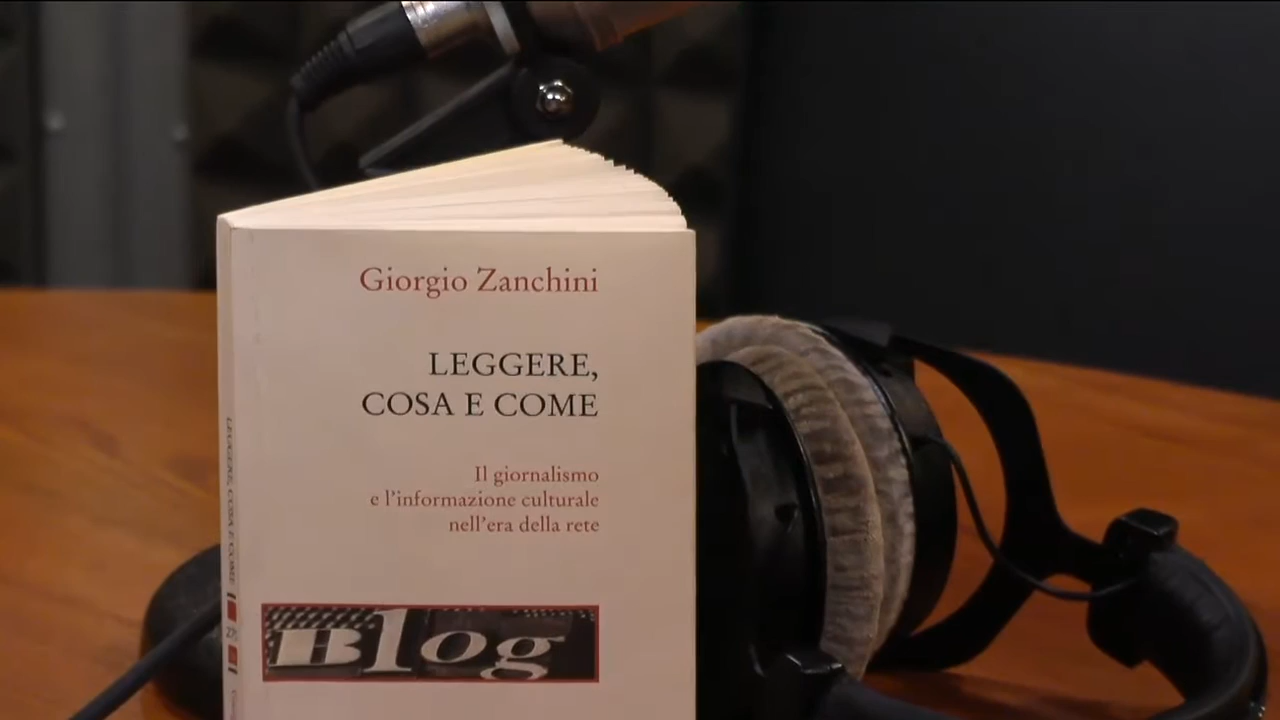 Giorgio Zanchini
LEGGERE,
COSA E COME
Il giornalismo
e l'informazione culturale
nell'era della rete
Blog
LEGGERE, COSA E COME